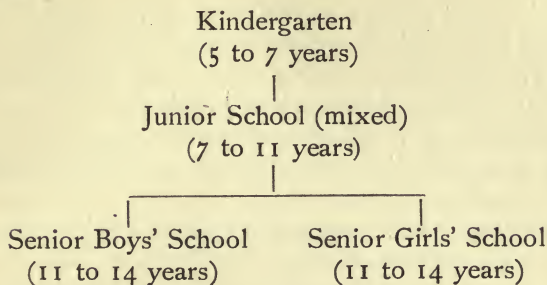 Kindergarten
(5 to 7 years)
Junior School (mixed)
(7 to 11 years)
Senior Boys' School Senior Girls' School
(11 to 14 years) (11 to 14 years)